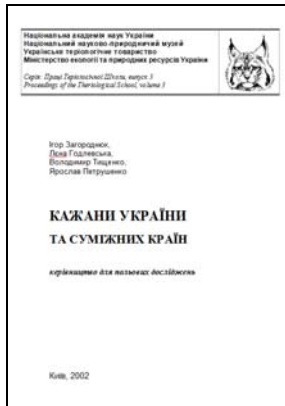 Національна академія наук України
Національний науково-природничий музей
Українське теріологічне товариство
Міністерство екології та природних ресурсів України
Серія: Праці Теріологічної Школи, випуск 3
Proceedings of the Theriological School, volume 3
Ігор Загороднюк,
Лєна Годлевська,
Володимир Тищенко,
Ярослав Петрушенко
КАЖАНИ УКРАЇНИ
ТА СУМІЖНИХ КРАЇН
керівництво для польових досліджень
Київ, 2002